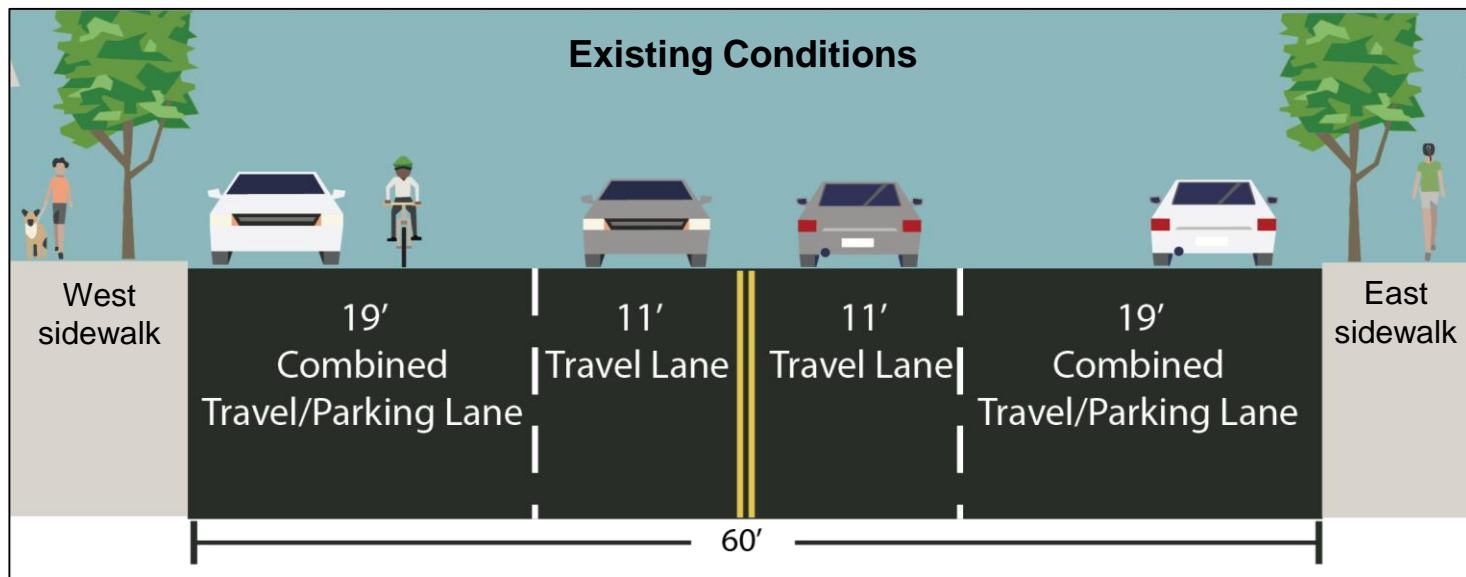 Existing Conditions
West
sidewalk
19’
Combined
Travel/Parking Lane
11’
Travel Lane
11’
Travel Lane
19’
Combined
Travel/Parking Lane
East
sidewalk
60’